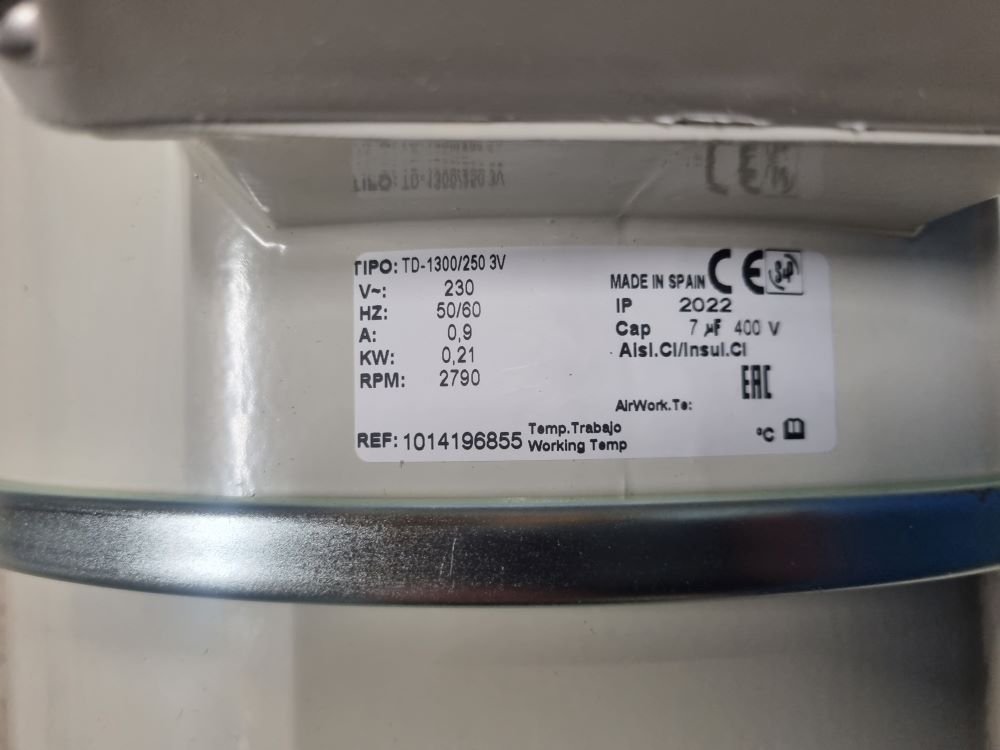 TIPO: TD-1300/250 3V
V~: 230
HZ: 50/60
A: 0,9
KW: 0,21
RPM: 2790
REF: 1014196855
Temp.Trabajo
Working Temp
MADE IN SPAIN CE S&P
IP 2022
Cap 7 µF 400 V
Aisl.Cl/Insul.Cl
EAC
AirWork.Te:
°C